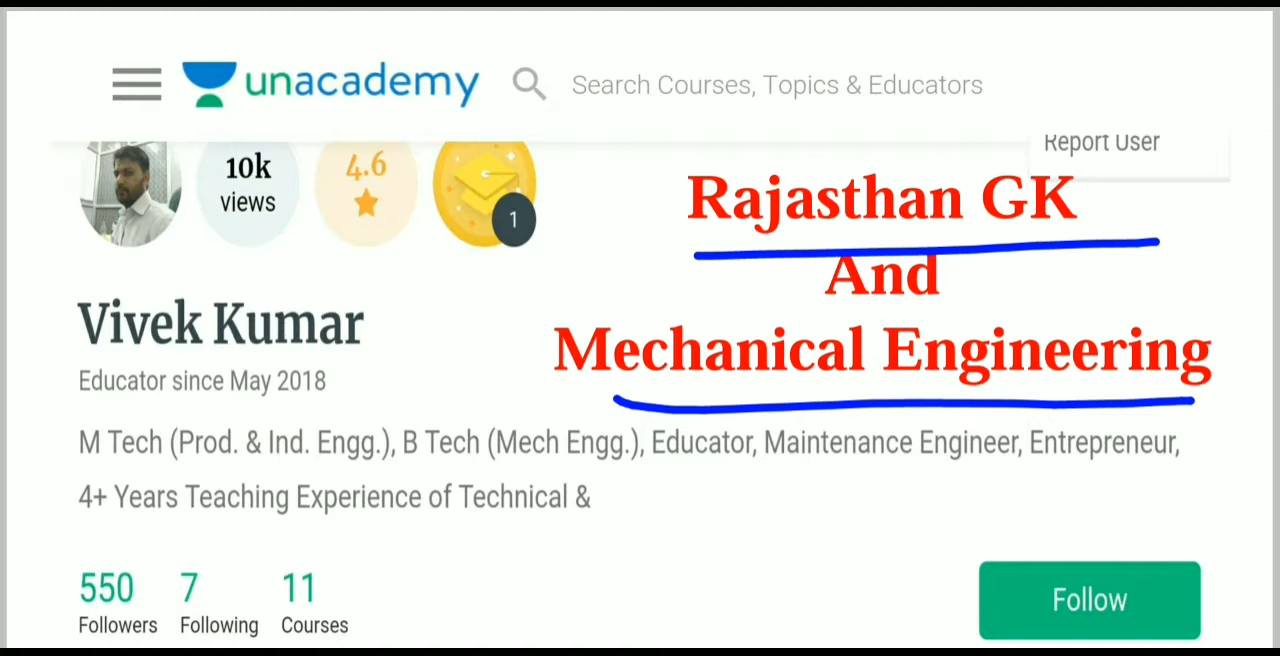 unacademy
Search Courses, Topics & Educators
Report User
10k
views
4.6
1
Rajasthan GK
And
Mechanical Engineering
Vivek Kumar
Educator since May 2018
M Tech (Prod. & Ind. Engg.), B Tech (Mech Engg.), Educator, Maintenance Engineer, Entrepreneur,
4+ Years Teaching Experience of Technical &
550 7 11
Followers Following Courses
Follow